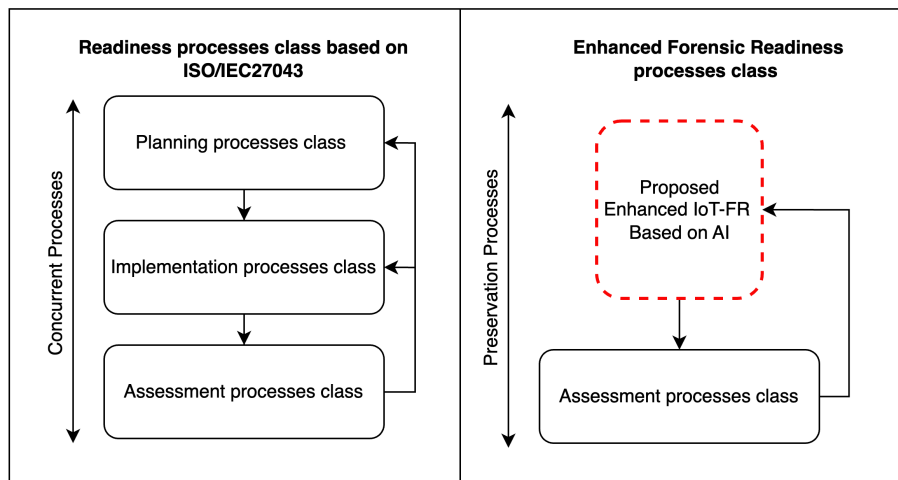 Readiness processes class based on
ISO/IEC27043
Concurrent Processes
Planning processes class
Implementation processes class
Assessment processes class
Enhanced Forensic Readiness
processes class
Preservation Processes
Proposed
Enhanced IoT-FR
Based on AI
Assessment processes class